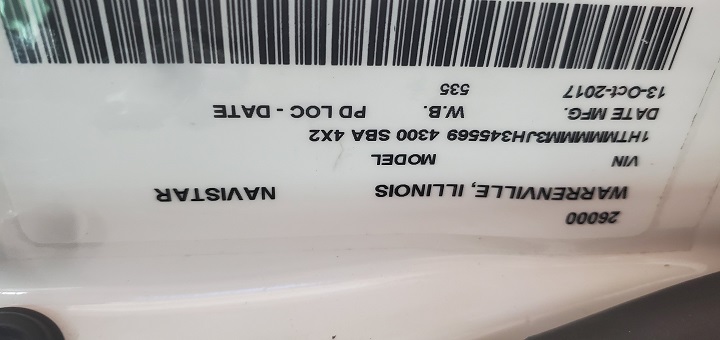 26000
WARRENVILLE, ILLINOIS NAVISTAR
VIN MODEL
1HTMMMMM3JH345569 4300 SBA 4X2
DATE MFG. W.B. PD LOC - DATE
13-Oct-2017 535